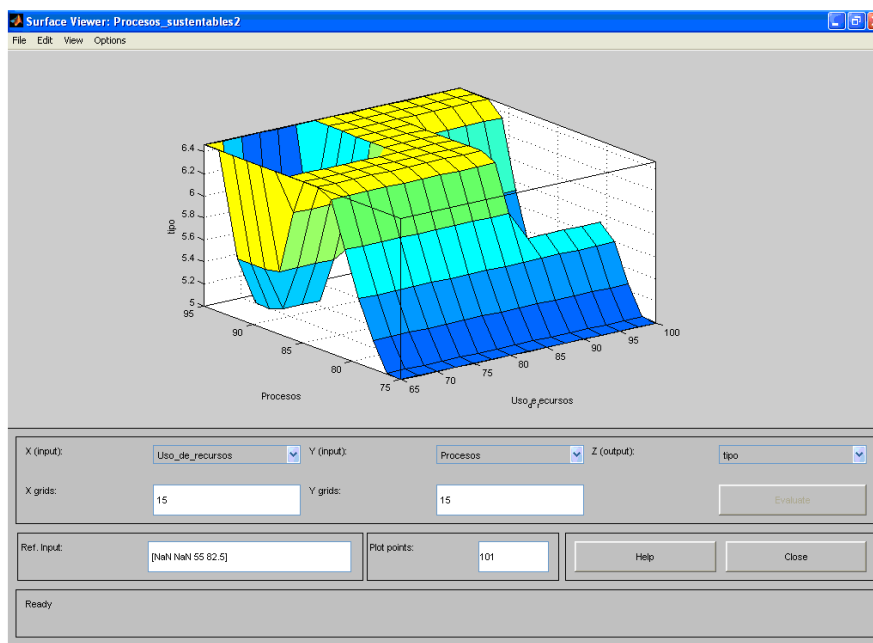 Surface Viewer: Procesos_sustentables2
File Edit View Options
6.4
6.2
6
5.8
5.6
5.4
5.2
5
tipo
95
90
85
80
75
Procesos
65
70
75
80
85
90
95
100
Uso_de_recursos
X (input): Uso_de_recursos Y (input): Procesos Z (output): tipo
X grids: 15 Y grids: 15 Evaluate
Ref. Input: [NaN NaN 55 82.5] Plot points: 101 Help Close
Ready